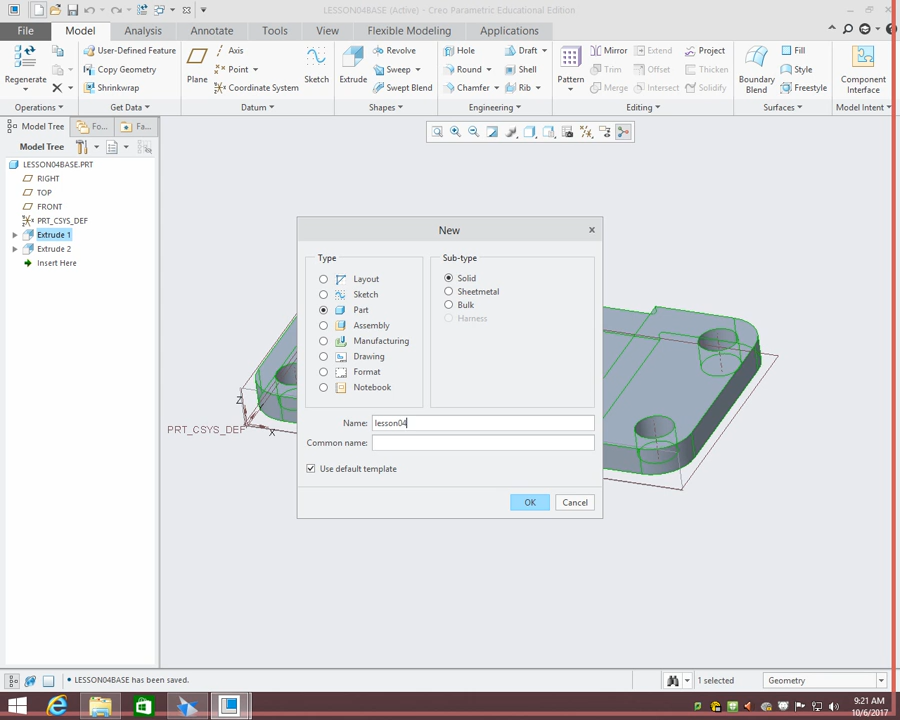 LESSON04BASE (Active) - Creo Parametric Educational Edition
File Model Analysis Annotate Tools View Flexible Modeling Applications
User-Defined Feature Axis Revolve Hole Draft Mirror Extend Project Fill
Copy Geometry Point Sweep Round Shell Trim Offset Thicken Style
Regenerate Shrinkwrap Plane Coordinate System Sketch Extrude Swept Blend Chamfer Rib Pattern Merge Intersect Solidify Boundary Blend Freestyle Component Interface
Operations Get Data Datum Shapes Engineering Editing Surfaces Model Intent
Model Tree Fo... Fa...
Model Tree
LESSON04BASE.PRT
RIGHT
TOP
FRONT
PRT_CSYS_DEF
Extrude 1
Extrude 2
Insert Here
New
Type Sub-type
Layout Solid
Sketch Sheetmetal
Part Bulk
Assembly Harness
Manufacturing
Drawing
Format
Notebook
Name: lesson04
Common name:
Use default template
OK Cancel
Z
X
PRT_CSYS_DEF
LESSON04BASE has been saved. 1 selected Geometry
9:21 AM
10/6/2017